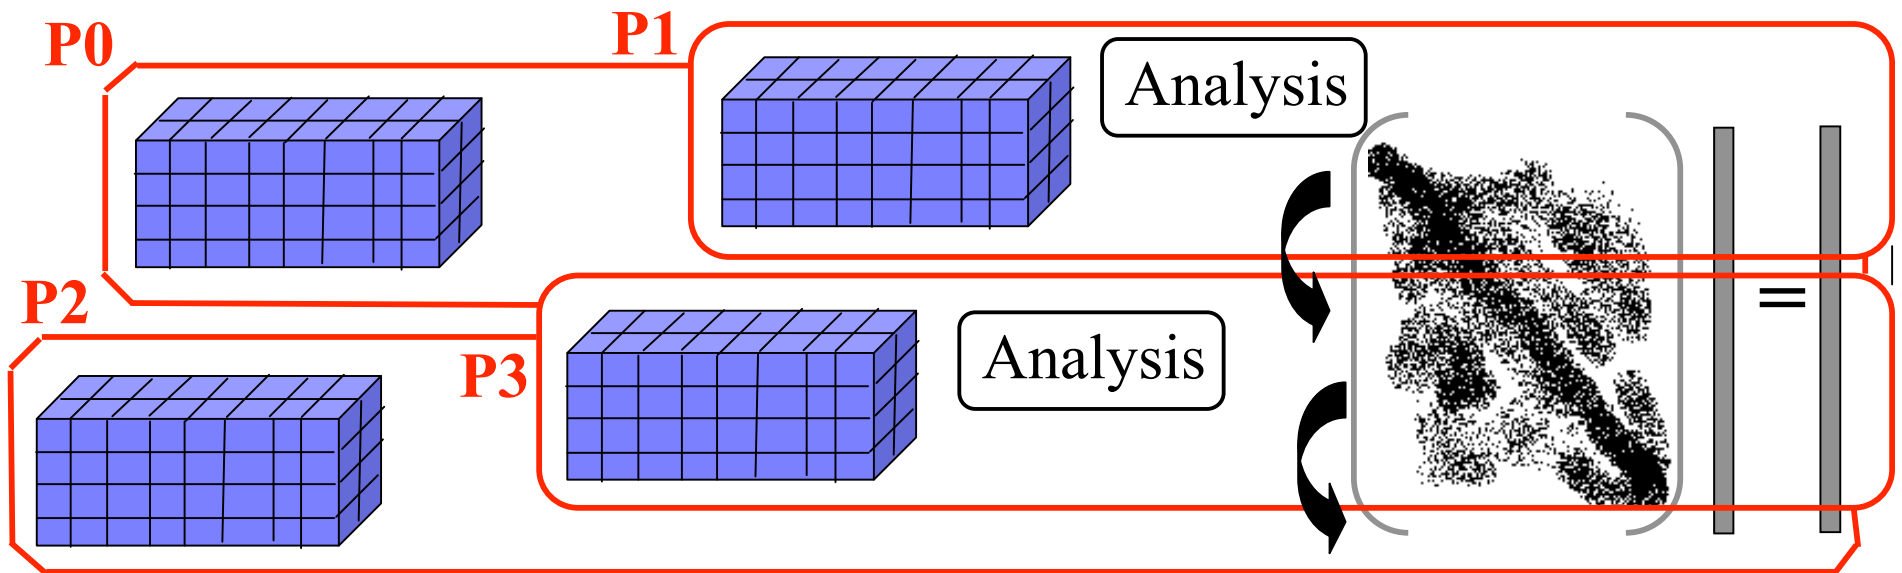 P0
P1
Analysis
=
P2
P3
Analysis